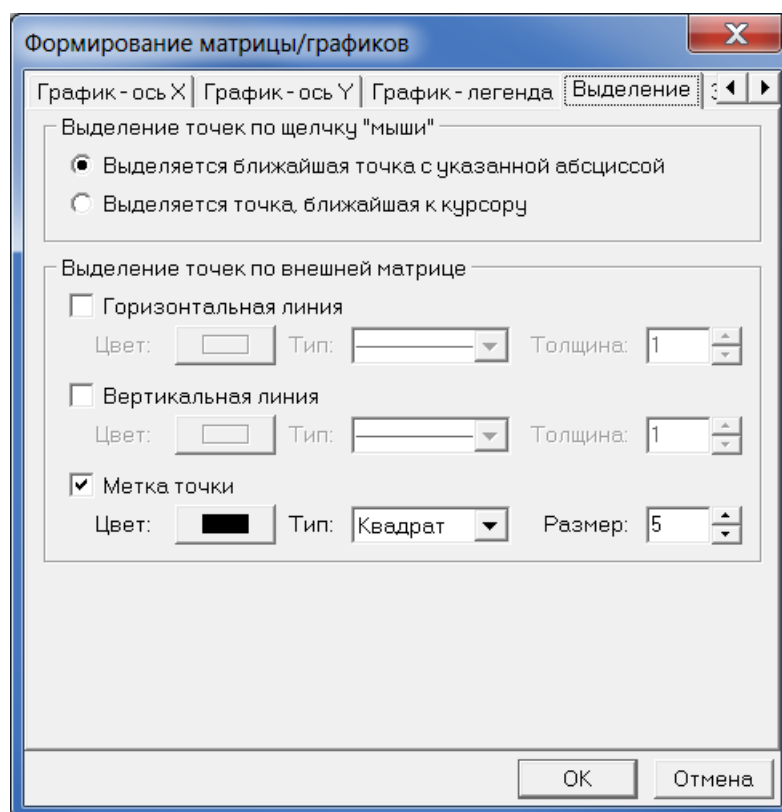 Формирование матрицы/графиков
График - ось X График - ось Y График - легенда Выделение
Выделение точек по щелчку "мыши"
Выделяется ближайшая точка с указанной абсциссой
Выделяется точка, ближайшая к курсору
Выделение точек по внешней матрице
Горизонтальная линия
Цвет: Тип: Толщина: 1
Вертикальная линия
Цвет: Тип: Толщина: 1
Метка точки
Цвет: Тип: Квадрат Размер: 5
OK Отмена